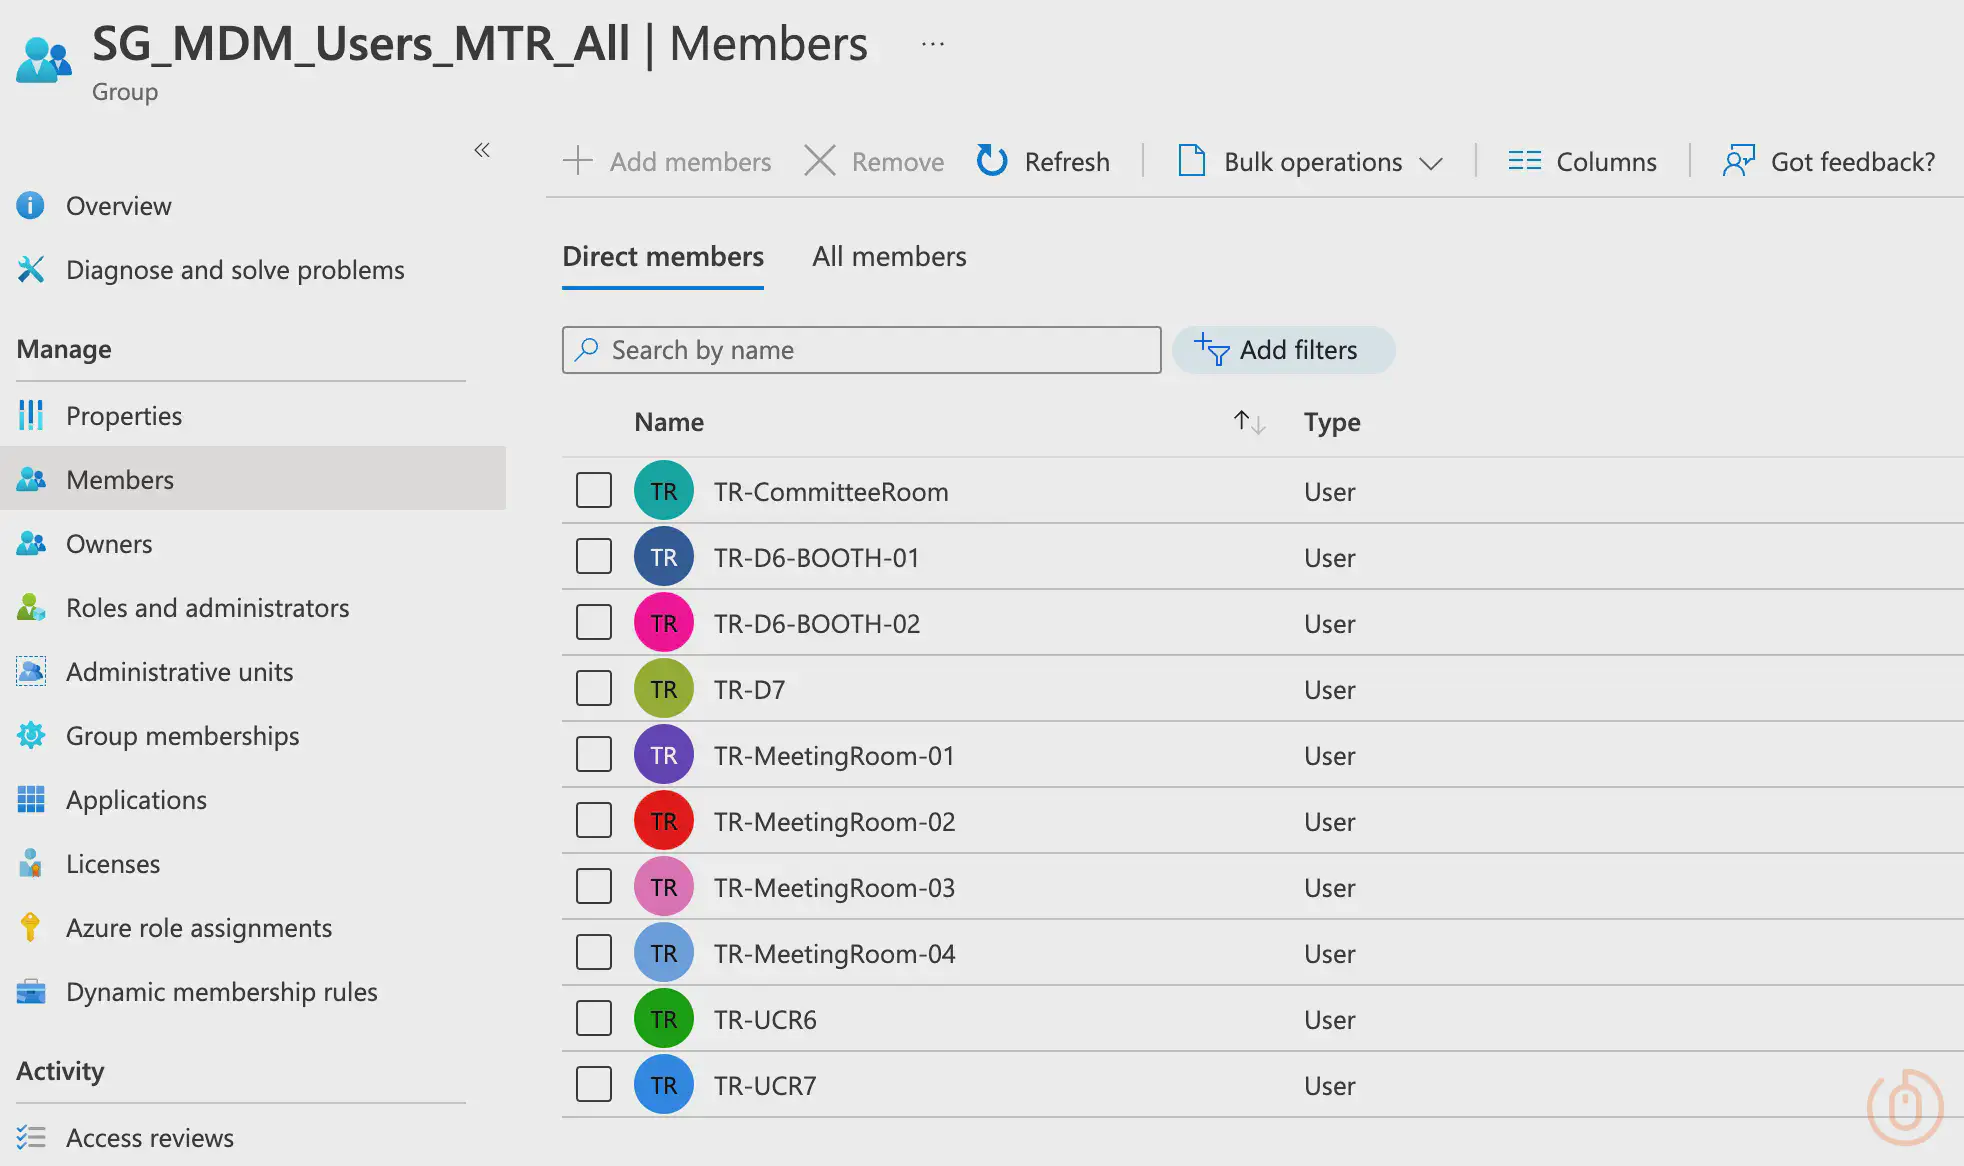 SG_MDM_Users_MTR_All | Members ...
Group
«
Add members Remove Refresh Bulk operations Columns Got feedback?
Overview
Diagnose and solve problems
Manage
Properties
Members
Owners
Roles and administrators
Administrative units
Group memberships
Applications
Licenses
Azure role assignments
Dynamic membership rules
Activity
Access reviews
Direct members All members
Search by name Add filters
Name ↑↓ Type
TR TR-CommitteeRoom User
TR TR-D6-BOOTH-01 User
TR TR-D6-BOOTH-02 User
TR TR-D7 User
TR TR-MeetingRoom-01 User
TR TR-MeetingRoom-02 User
TR TR-MeetingRoom-03 User
TR TR-MeetingRoom-04 User
TR TR-UCR6 User
TR TR-UCR7 User